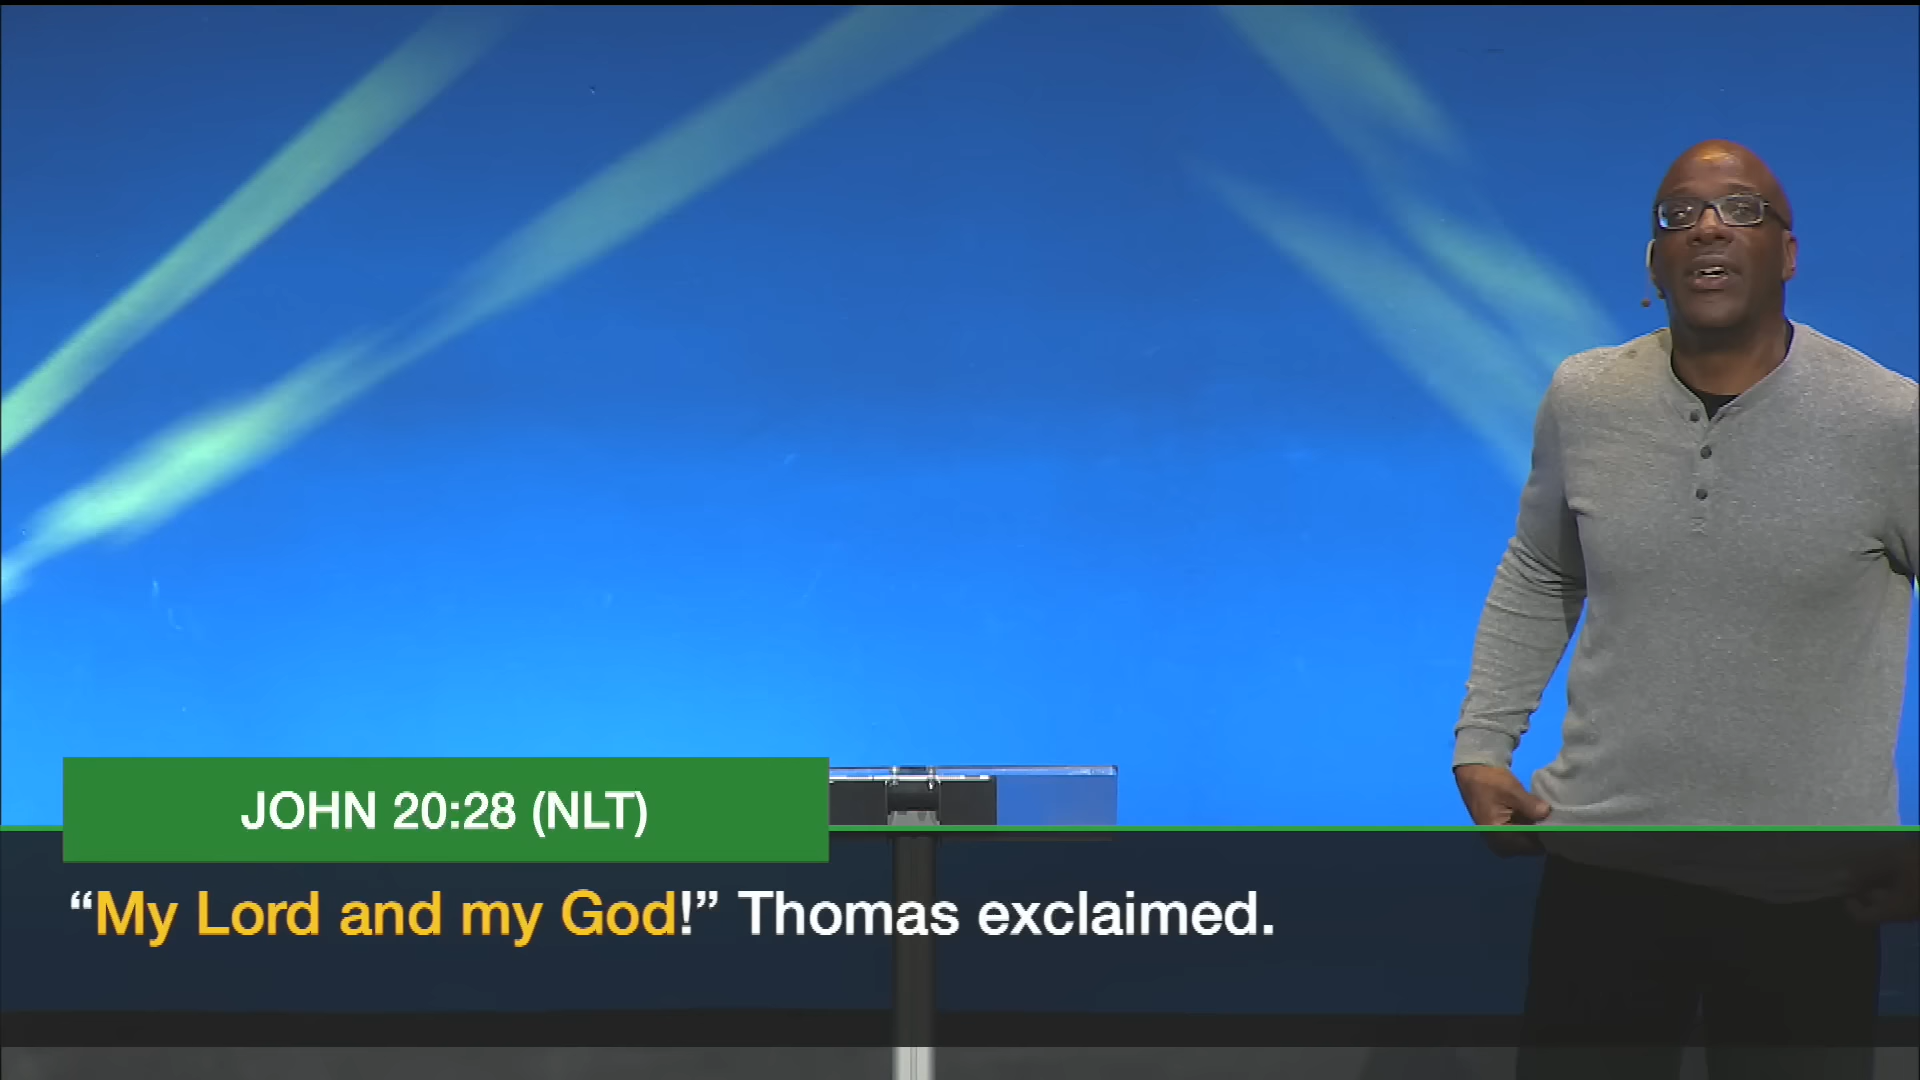 JOHN 20:28 (NLT)
“My Lord and my God!” Thomas exclaimed.